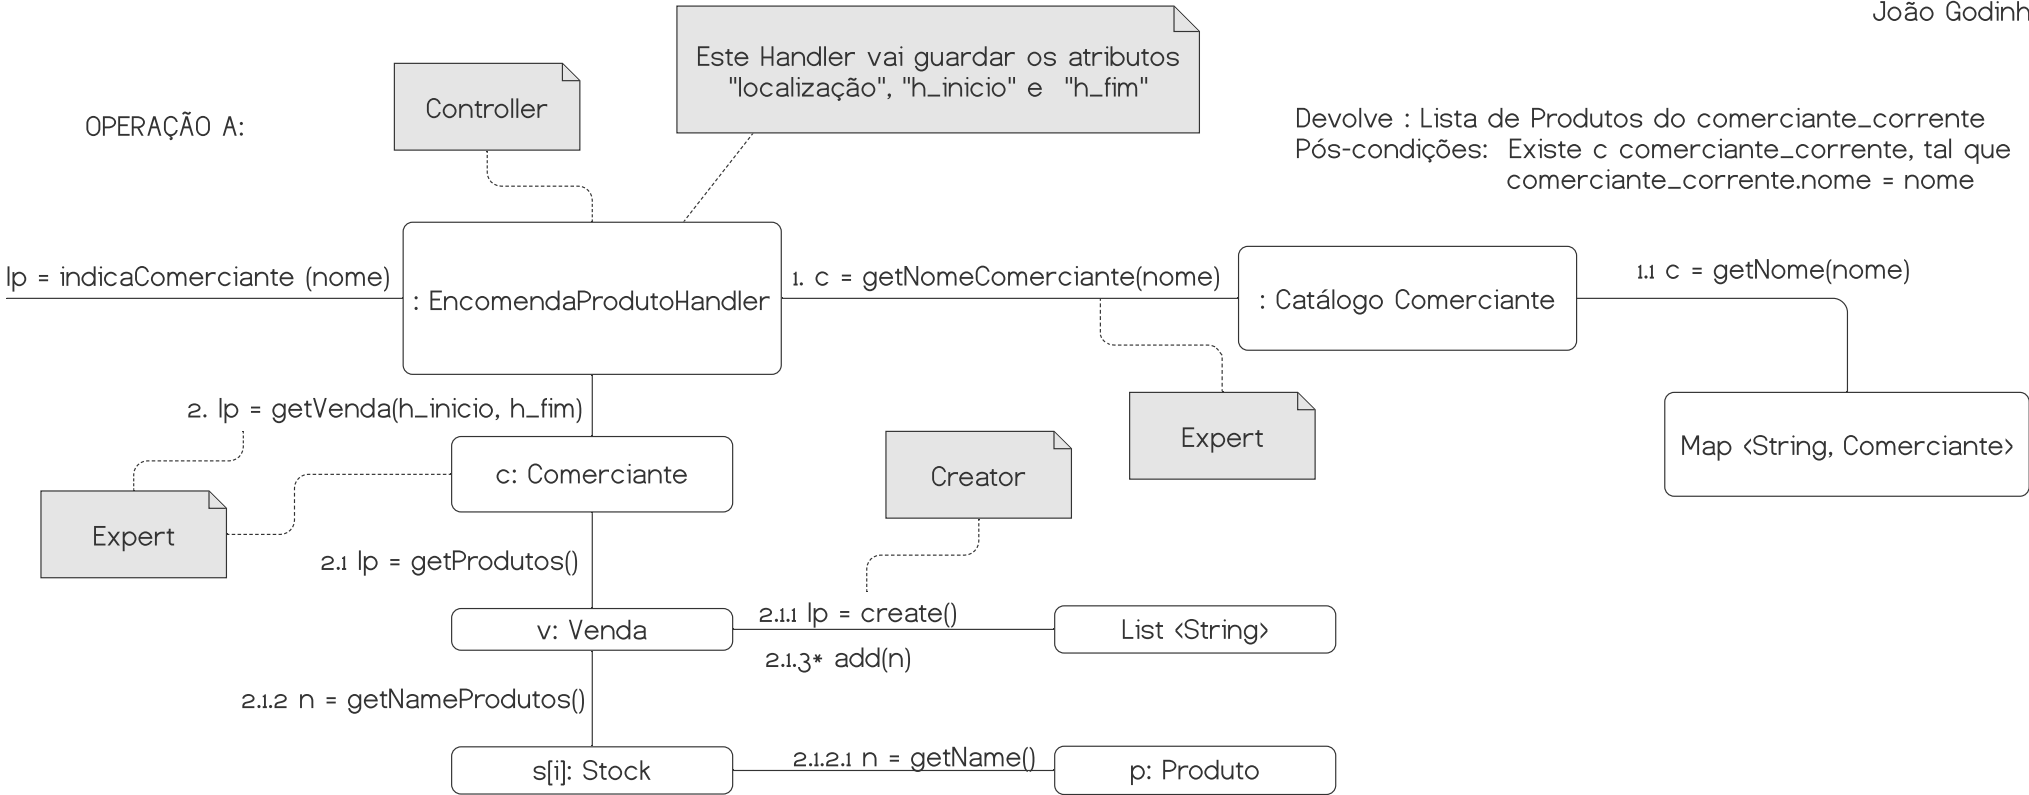 João Godinh
Este Handler vai guardar os atributos
"localização", "h_inicio" e "h_fim"
Controller
OPERAÇÃO A:
Devolve : Lista de Produtos do comerciante_corrente
Pós-condições: Existe c comerciante_corrente, tal que
comerciante_corrente.nome = nome
lp = indicaComerciante (nome)
: EncomendaProdutoHandler
1. c = getNomeComerciante(nome)
: Catálogo Comerciante
1.1 c = getNome(nome)
2. lp = getVenda(h_inicio, h_fim)
Expert
Map <String, Comerciante>
c: Comerciante
Creator
Expert
2.1 lp = getProdutos()
v: Venda
2.1.1 lp = create()
List <String>
2.1.3* add(n)
2.1.2 n = getNameProdutos()
s[i]: Stock
2.1.2.1 n = getName()
p: Produto